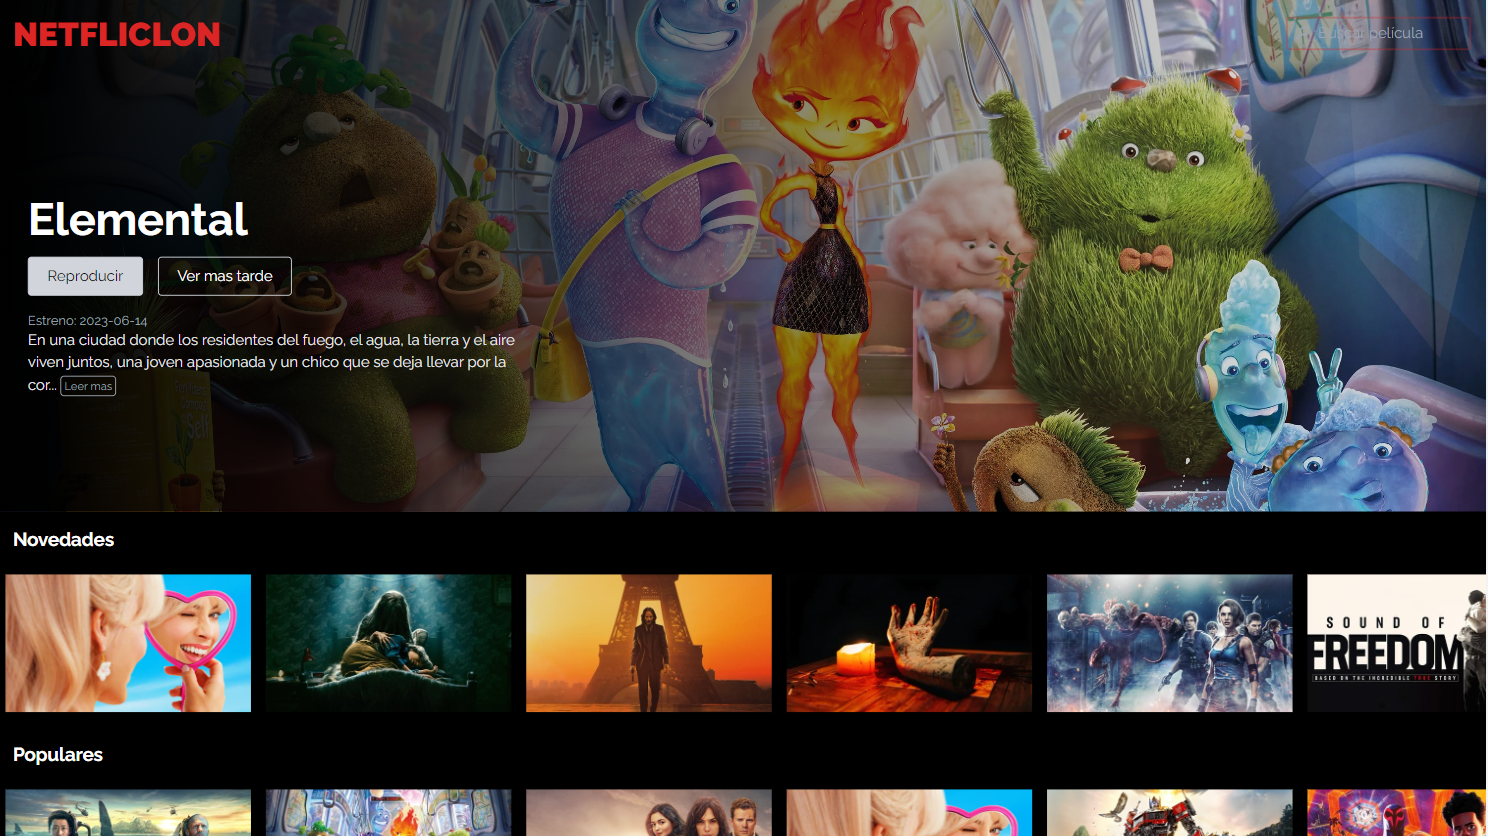 NETFLICLON
Buscar película
Elemental
Reproducir
Ver mas tarde
Estreno: 2023-06-14
En una ciudad donde los residentes del fuego, el agua, la tierra y el aire
viven juntos, una joven apasionada y un chico que se deja llevar por la
cor... Leer mas
Self
Novedades
SOUND OF
FREEDOM
BASED ON THE INCREDIBLE TRUE STORY
Populares